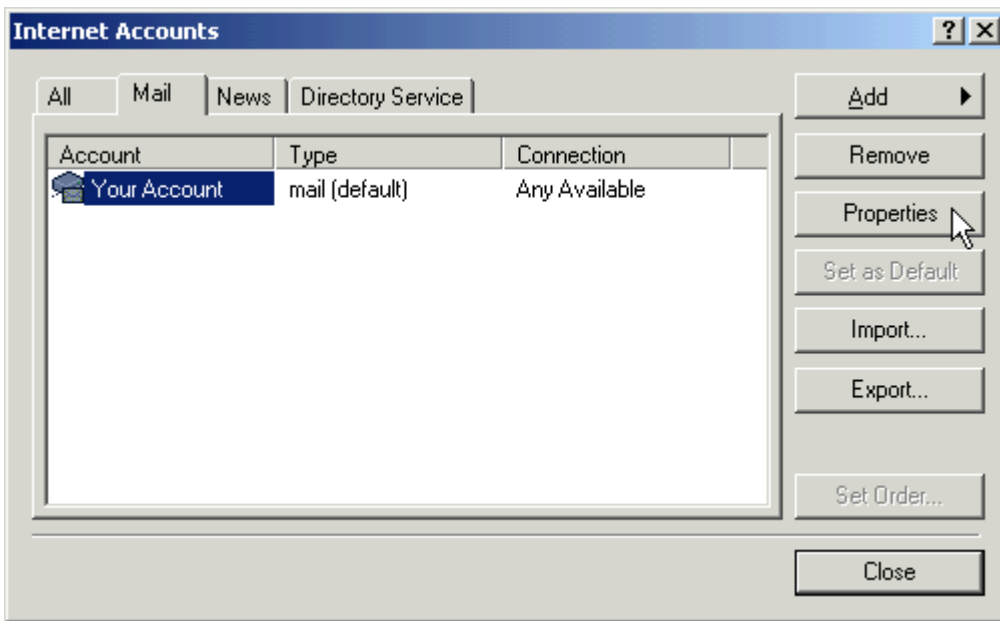 Internet Accounts
All Mail News Directory Service
Account Type Connection
Your Account mail (default) Any Available
Add
Remove
Properties
Set as Default
Import...
Export...
Set Order...
Close